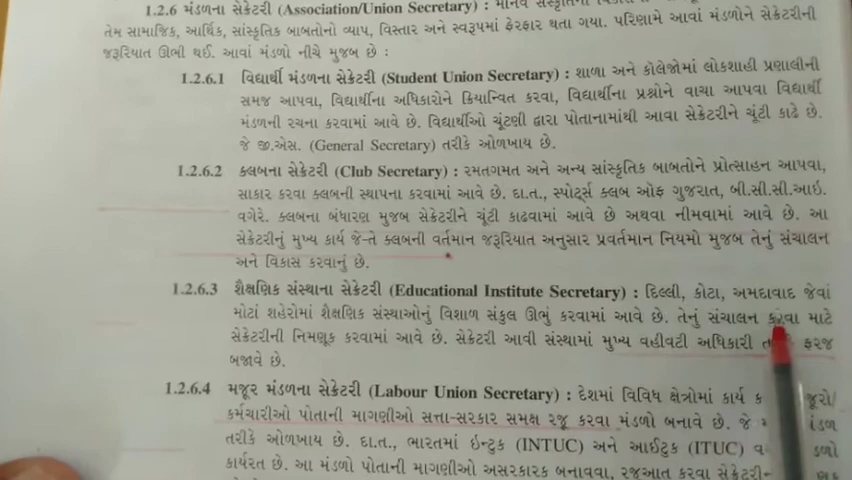 1.2.6 મંડળના સેક્રેટરી (Association/Union Secretary) : માનવ
તેમ સામાજિક, આર્થિક, સાંસ્કૃતિક બાબતોનો વ્યાપ, વિસ્તાર અને સ્વરૂપમાં ફેરફાર થતા ગયા. પરિણામે આવાં મંડળોને સેક્રેટરીની
જરૂરિયાત ઊભી થઈ. આવાં મંડળો નીચે મુજબ છે :
1.2.6.1 વિદ્યાર્થી મંડળના સેક્રેટરી (Student Union Secretary) : શાળા અને કૉલેજોમાં લોકશાહી પ્રણાલીની
સમજ આપવા, વિદ્યાર્થીના અધિકારોને ક્રિયાન્વિત કરવા, વિદ્યાર્થીના પ્રશ્નોને વાચા આપવા વિદ્યાર્થી
મંડળની રચના કરવામાં આવે છે. વિદ્યાર્થીઓ ચૂંટણી દ્વારા પોતાનામાંથી આવા સેક્રેટરીને ચૂંટી કાઢે છે.
જે જી.એસ. (General Secretary) તરીકે ઓળખાય છે.
1.2.6.2 ક્લબના સેક્રેટરી (Club Secretary) : રમતગમત અને અન્ય સાંસ્કૃતિક બાબતોને પ્રોત્સાહન આપવા,
સાકાર કરવા ક્લબની સ્થાપના કરવામાં આવે છે. દા.ત., સ્પોર્ટ્સ ક્લબ ઑફ ગુજરાત, બી.સી.સી.આઇ.
વગેરે. ક્લબના બંધારણ મુજબ સેક્રેટરીને ચૂંટી કાઢવામાં આવે છે અથવા નીમવામાં આવે છે. આ
સેક્રેટરીનું મુખ્ય કાર્ય જે-તે ક્લબની વર્તમાન જરૂરિયાત અનુસાર પ્રવર્તમાન નિયમો મુજબ તેનું સંચાલન
અને વિકાસ કરવાનું છે.
1.2.6.3 શૈક્ષણિક સંસ્થાના સેક્રેટરી (Educational Institute Secretary) : દિલ્લી, કોટા, અમદાવાદ જેવાં
મોટાં શહેરોમાં શૈક્ષણિક સંસ્થાઓનું વિશાળ સંકુલ ઊભું કરવામાં આવે છે. તેનું સંચાલન કરવા માટે
સેક્રેટરીની નિમણૂક કરવામાં આવે છે. સેક્રેટરી આવી સંસ્થામાં મુખ્ય વહીવટી અધિકારી ફરજ
બજાવે છે.
1.2.6.4 મજૂર મંડળના સેક્રેટરી (Labour Union Secretary) : દેશમાં વિવિધ ક્ષેત્રોમાં કાર્ય
કર્મચારીઓ પોતાની માગણીઓ સત્તા-સરકાર સમક્ષ રજૂ કરવા મંડળો બનાવે છે. જે
તરીકે ઓળખાય છે. દા.ત., ભારતમાં ઇન્ટુક (INTUC) અને આઈટુક (ITUC)
કાર્યરત છે. આ મંડળો પોતાની માગણીઓ અસરકારક બનાવવા, રજૂઆત કરવા